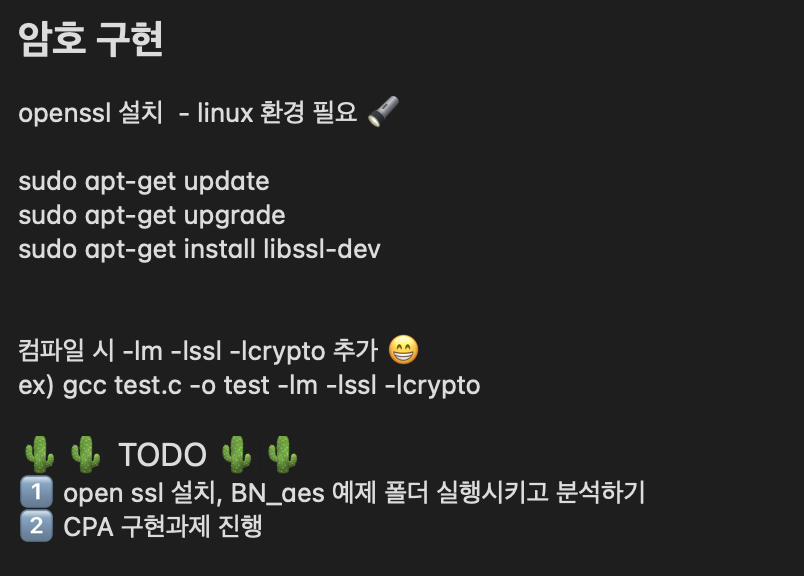 암호 구현
openssl 설치 - linux 환경 필요 🔦
sudo apt-get update
sudo apt-get upgrade
sudo apt-get install libssl-dev
컴파일 시 -lm -lssl -lcrypto 추가 😁
ex) gcc test.c -o test -lm -lssl -lcrypto
🌵 🌵 TODO 🌵 🌵
1️⃣ open ssl 설치, BN_aes 예제 폴더 실행시키고 분석하기
2️⃣ CPA 구현과제 진행